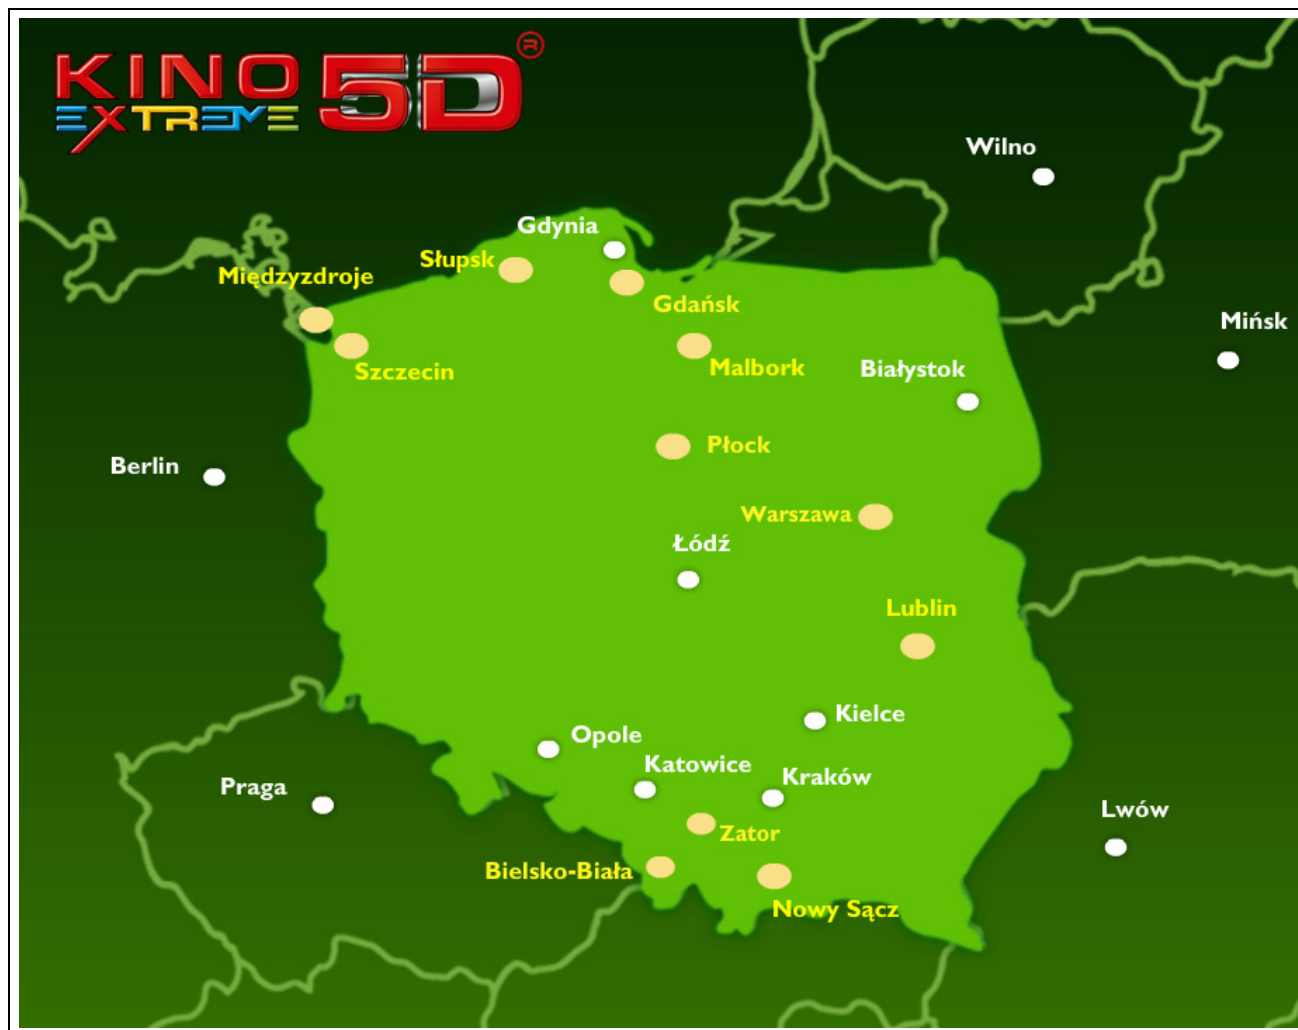 KINO 5D ®
EXTREME
Wilno
Gdynia
Słupsk
Międzyzdroje
Gdańsk
Mińsk
Szczecin
Malbork
Białystok
Płock
Berlin
Warszawa
Łódź
Lublin
Kielce
Opole
Katowice
Kraków
Praga
Lwów
Zator
Bielsko-Biała
Nowy Sącz